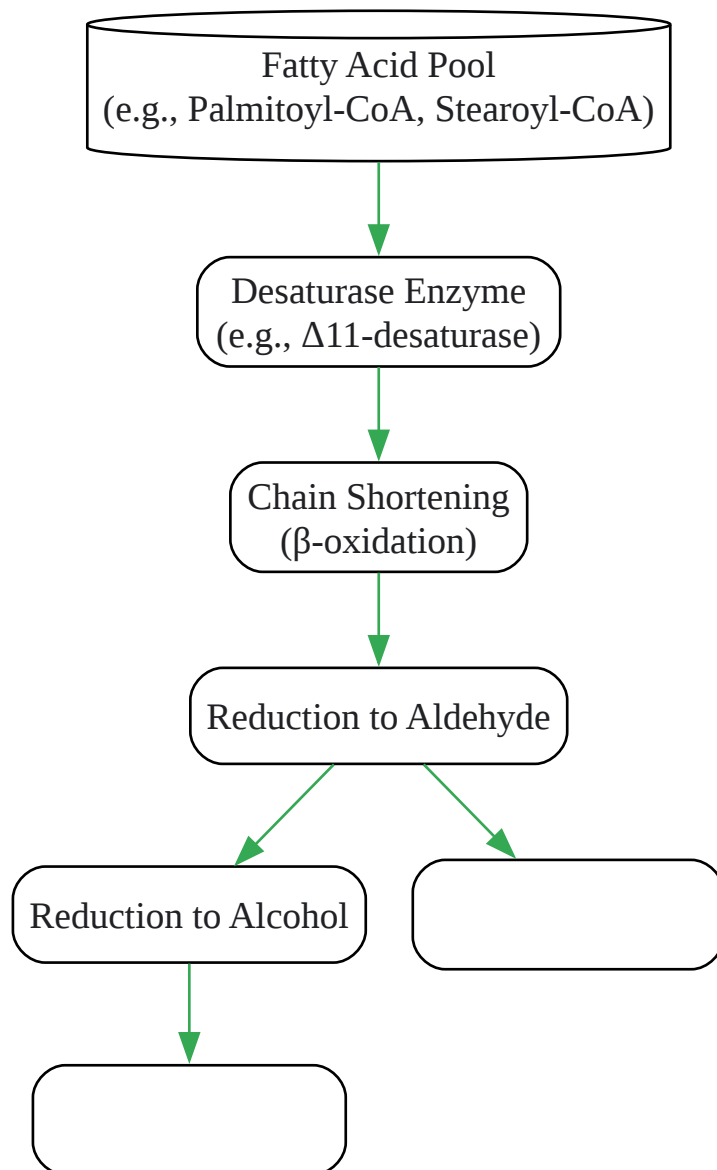 Fatty Acid Pool
(e.g., Palmitoyl-CoA, Stearoyl-CoA)
Desaturase Enzyme
(e.g., Δ11-desaturase)
Chain Shortening
(β-oxidation)
Reduction to Aldehyde
Reduction to Alcohol